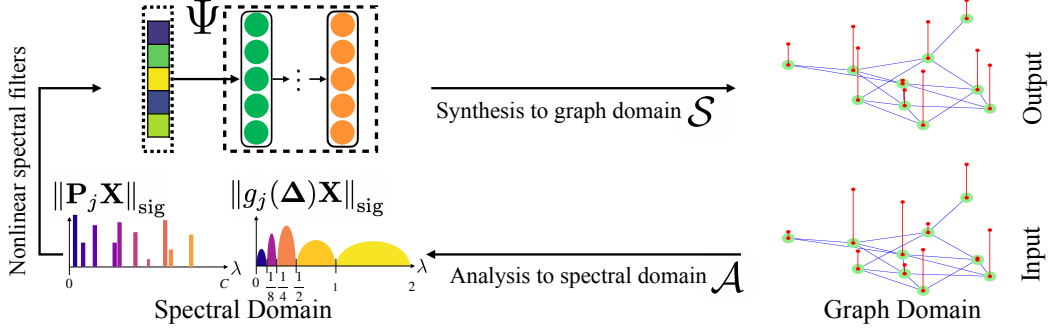 Ψ
Nonlinear spectral filters
Synthesis to graph domain 𝒮
Output
‖P_jX‖_sig
‖g_j(Δ)X‖_sig
0 C λ
0 1/8 1/4 1/2 1 2 λ
Analysis to spectral domain 𝒜
Input
Spectral Domain
Graph Domain